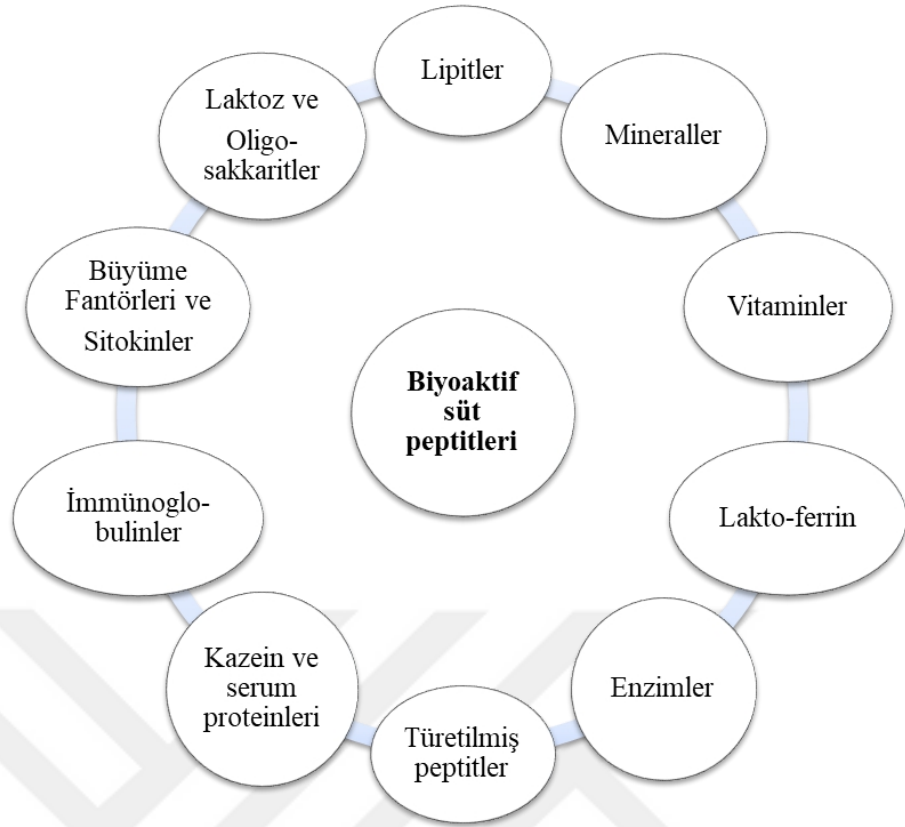 Lipitler
Mineraller
Vitaminler
Lakto-ferrin
Enzimler
Türetilmiş
peptitler
Kazein ve
serum
proteinleri
İmmünoglo-
bulinler
Büyüme
Fantörleri ve
Sitokinler
Laktoz ve
Oligo-
sakkaritler
Biyoaktif
süt
peptitleri